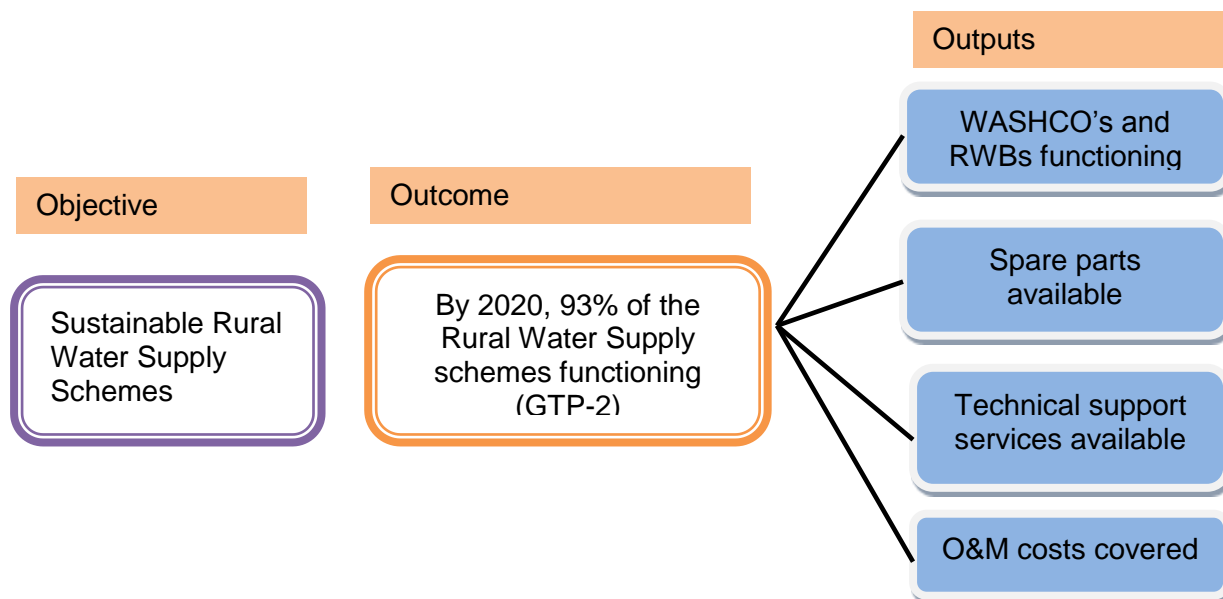 Objective
Sustainable Rural
Water Supply
Schemes
Outcome
By 2020, 93% of the
Rural Water Supply
schemes functioning
(GTP-2)
Outputs
WASHCO’s and
RWBs functioning
Spare parts
available
Technical support
services available
O&M costs covered